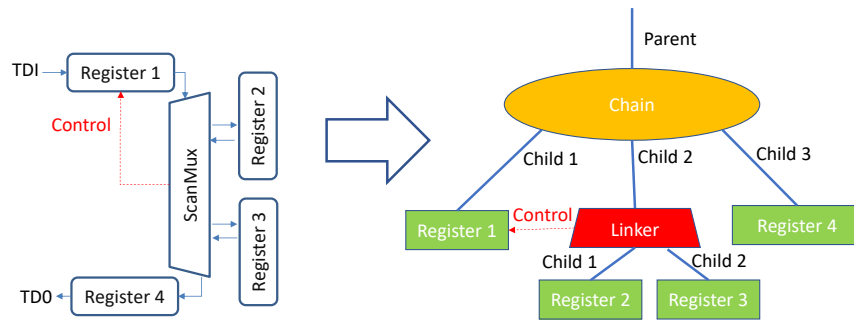 TDI
Register 1
Control
ScanMux
Register 2
Register 3
TD0
Register 4
Parent
Chain
Child 1
Child 2
Child 3
Register 1
Control
Linker
Register 4
Child 1
Child 2
Register 2
Register 3